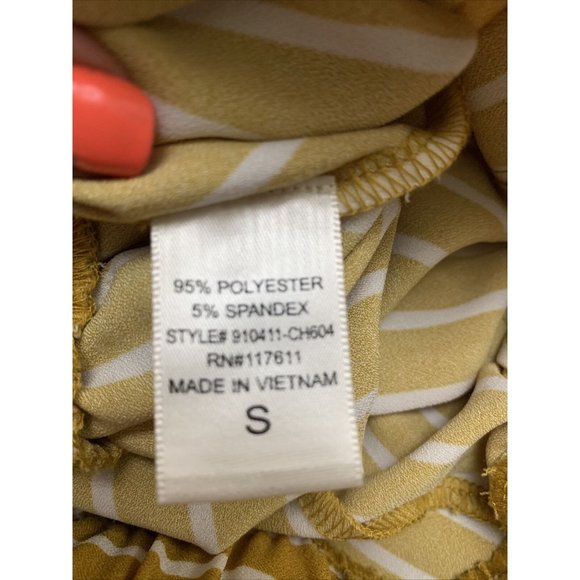 95% POLYESTER
5% SPANDEX
STYLE# 910411-CH604
RN#117611
MADE IN VIETNAM
S